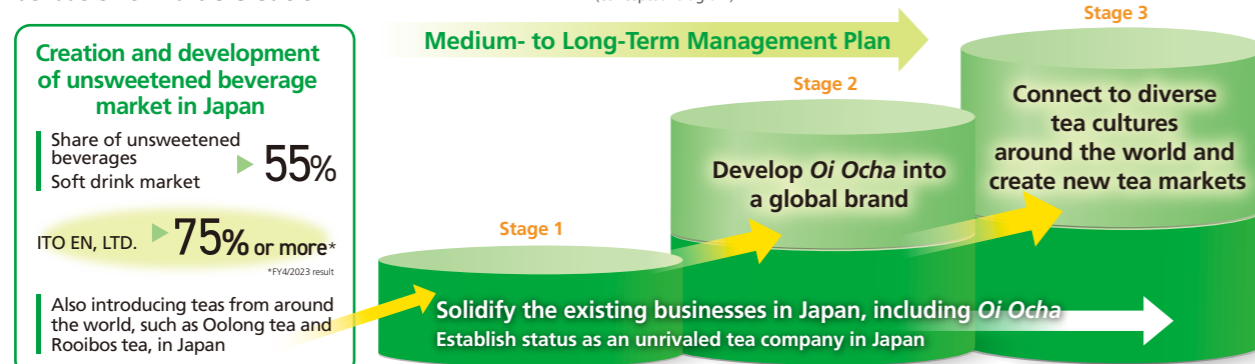 Creation and development
of unsweetened beverage
market in Japan
Share of unsweetened
beverages
Soft drink market
55%
ITO EN, LTD.
75% or more*
*FY4/2023 result
Also introducing teas from around
the world, such as Oolong tea and
Rooibos tea, in Japan
Medium- to Long-Term Management Plan
Stage 1
Stage 2
Stage 3
Develop Oi Ocha into
a global brand
Connect to diverse
tea cultures
around the world and
create new tea markets
Solidify the existing businesses in Japan, including Oi Ocha
Establish status as an unrivaled tea company in Japan